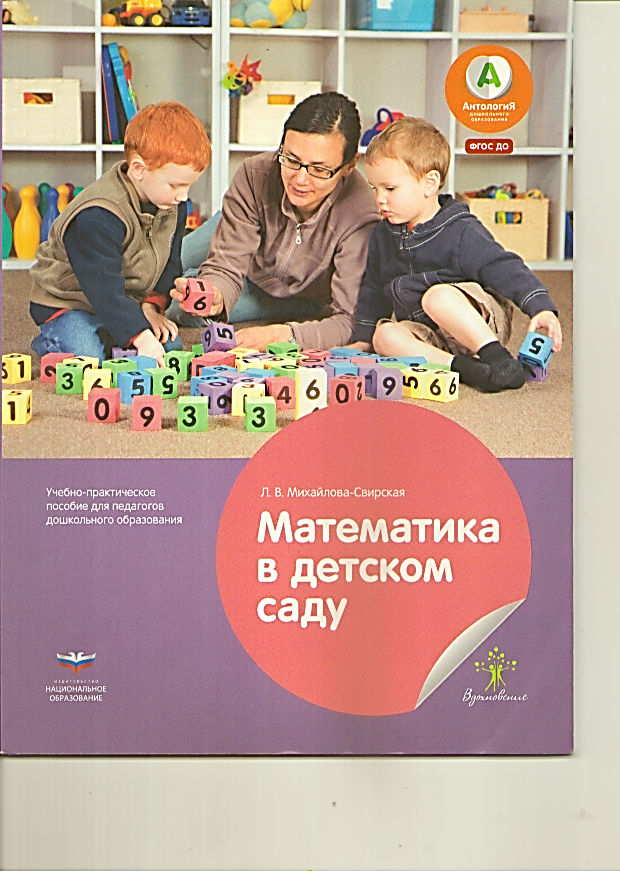 Антология
ДОШКОЛЬНОГО
ОБРАЗОВАНИЯ
ФГОС ДО
Учебно-практическое
пособие для педагогов
дошкольного образования
Л. В. Михайлова-Свирская
Математика
в детском
саду
ИЗДАТЕЛЬСТВО
НАЦИОНАЛЬНОЕ
ОБРАЗОВАНИЕ
Вдохновение